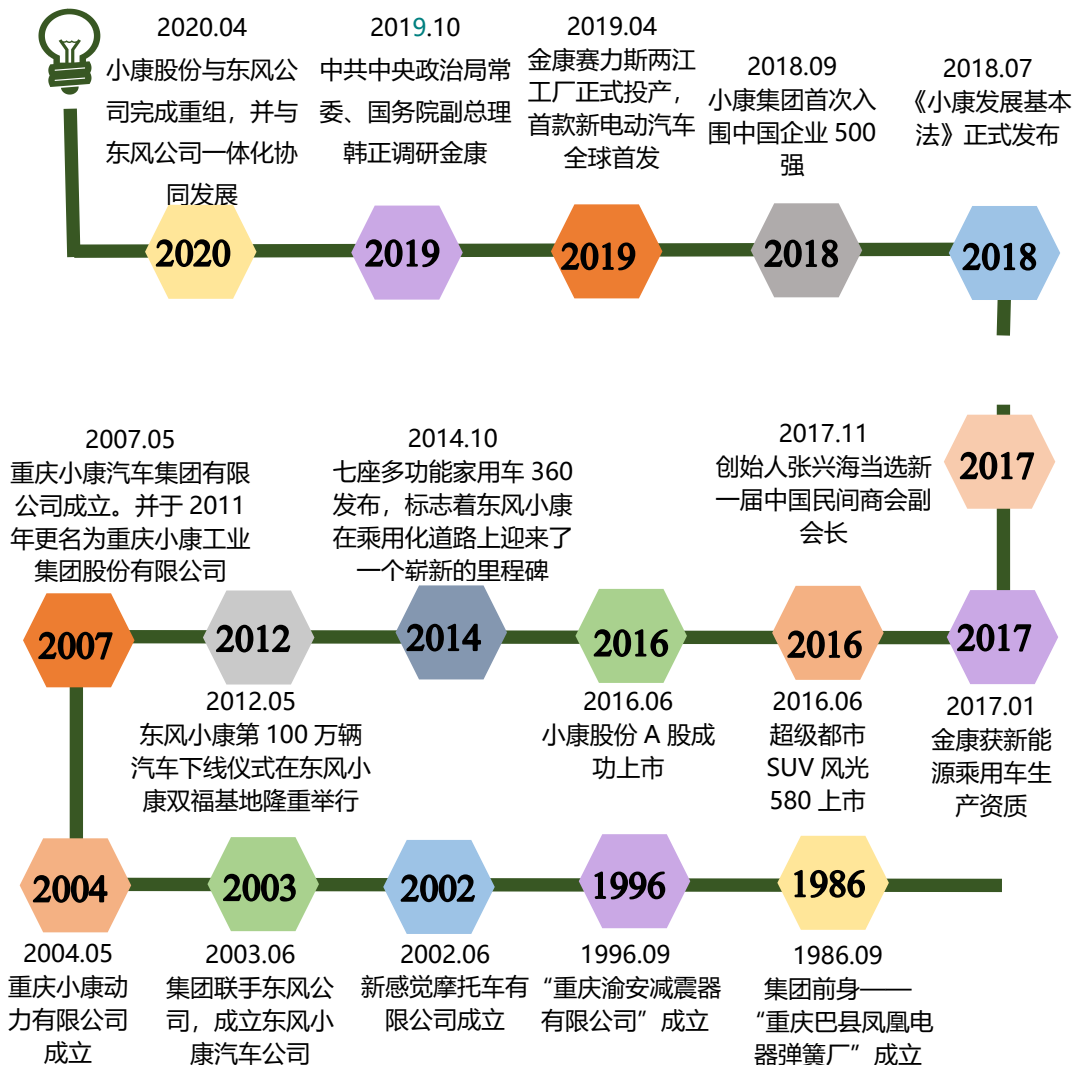 2020.04
小康股份与东风公
司完成重组，并与
东风公司一体化协
同发展
2019.10
中共中央政治局常
委、国务院副总理
韩正调研金康
2019.04
金康赛力斯两江
工厂正式投产，
首款新电动汽车
全球首发
2018.09
小康集团首次入
围中国企业 500
强
2018.07
《小康发展基本
法》正式发布
2020
2019
2019
2018
2018
2007.05
重庆小康汽车集团有限
公司成立。并于 2011
年更名为重庆小康工业
集团股份有限公司
2014.10
七座多功能家用车 360
发布，标志着东风小康
在乘用化道路上迎来了
一个崭新的里程碑
2017.11
创始人张兴海当选新
一届中国民间商会副
会长
2017
2007
2012
2014
2016
2016
2017
2012.05
东风小康第 100 万辆
汽车下线仪式在东风小
康双福基地隆重举行
2016.06
小康股份 A 股成
功上市
2016.06
超级都市
SUV 风光
580 上市
2017.01
金康获新能
源乘用车生
产资质
2004
2003
2002
1996
1986
2004.05
重庆小康动
力有限公司
成立
2003.06
集团联手东风公
司，成立东风小
康汽车公司
2002.06
新感觉摩托车有
限公司成立
1996.09
“重庆渝安减震器
有限公司”成立
1986.09
集团前身——
“重庆巴县凤凰电
器弹簧厂”成立